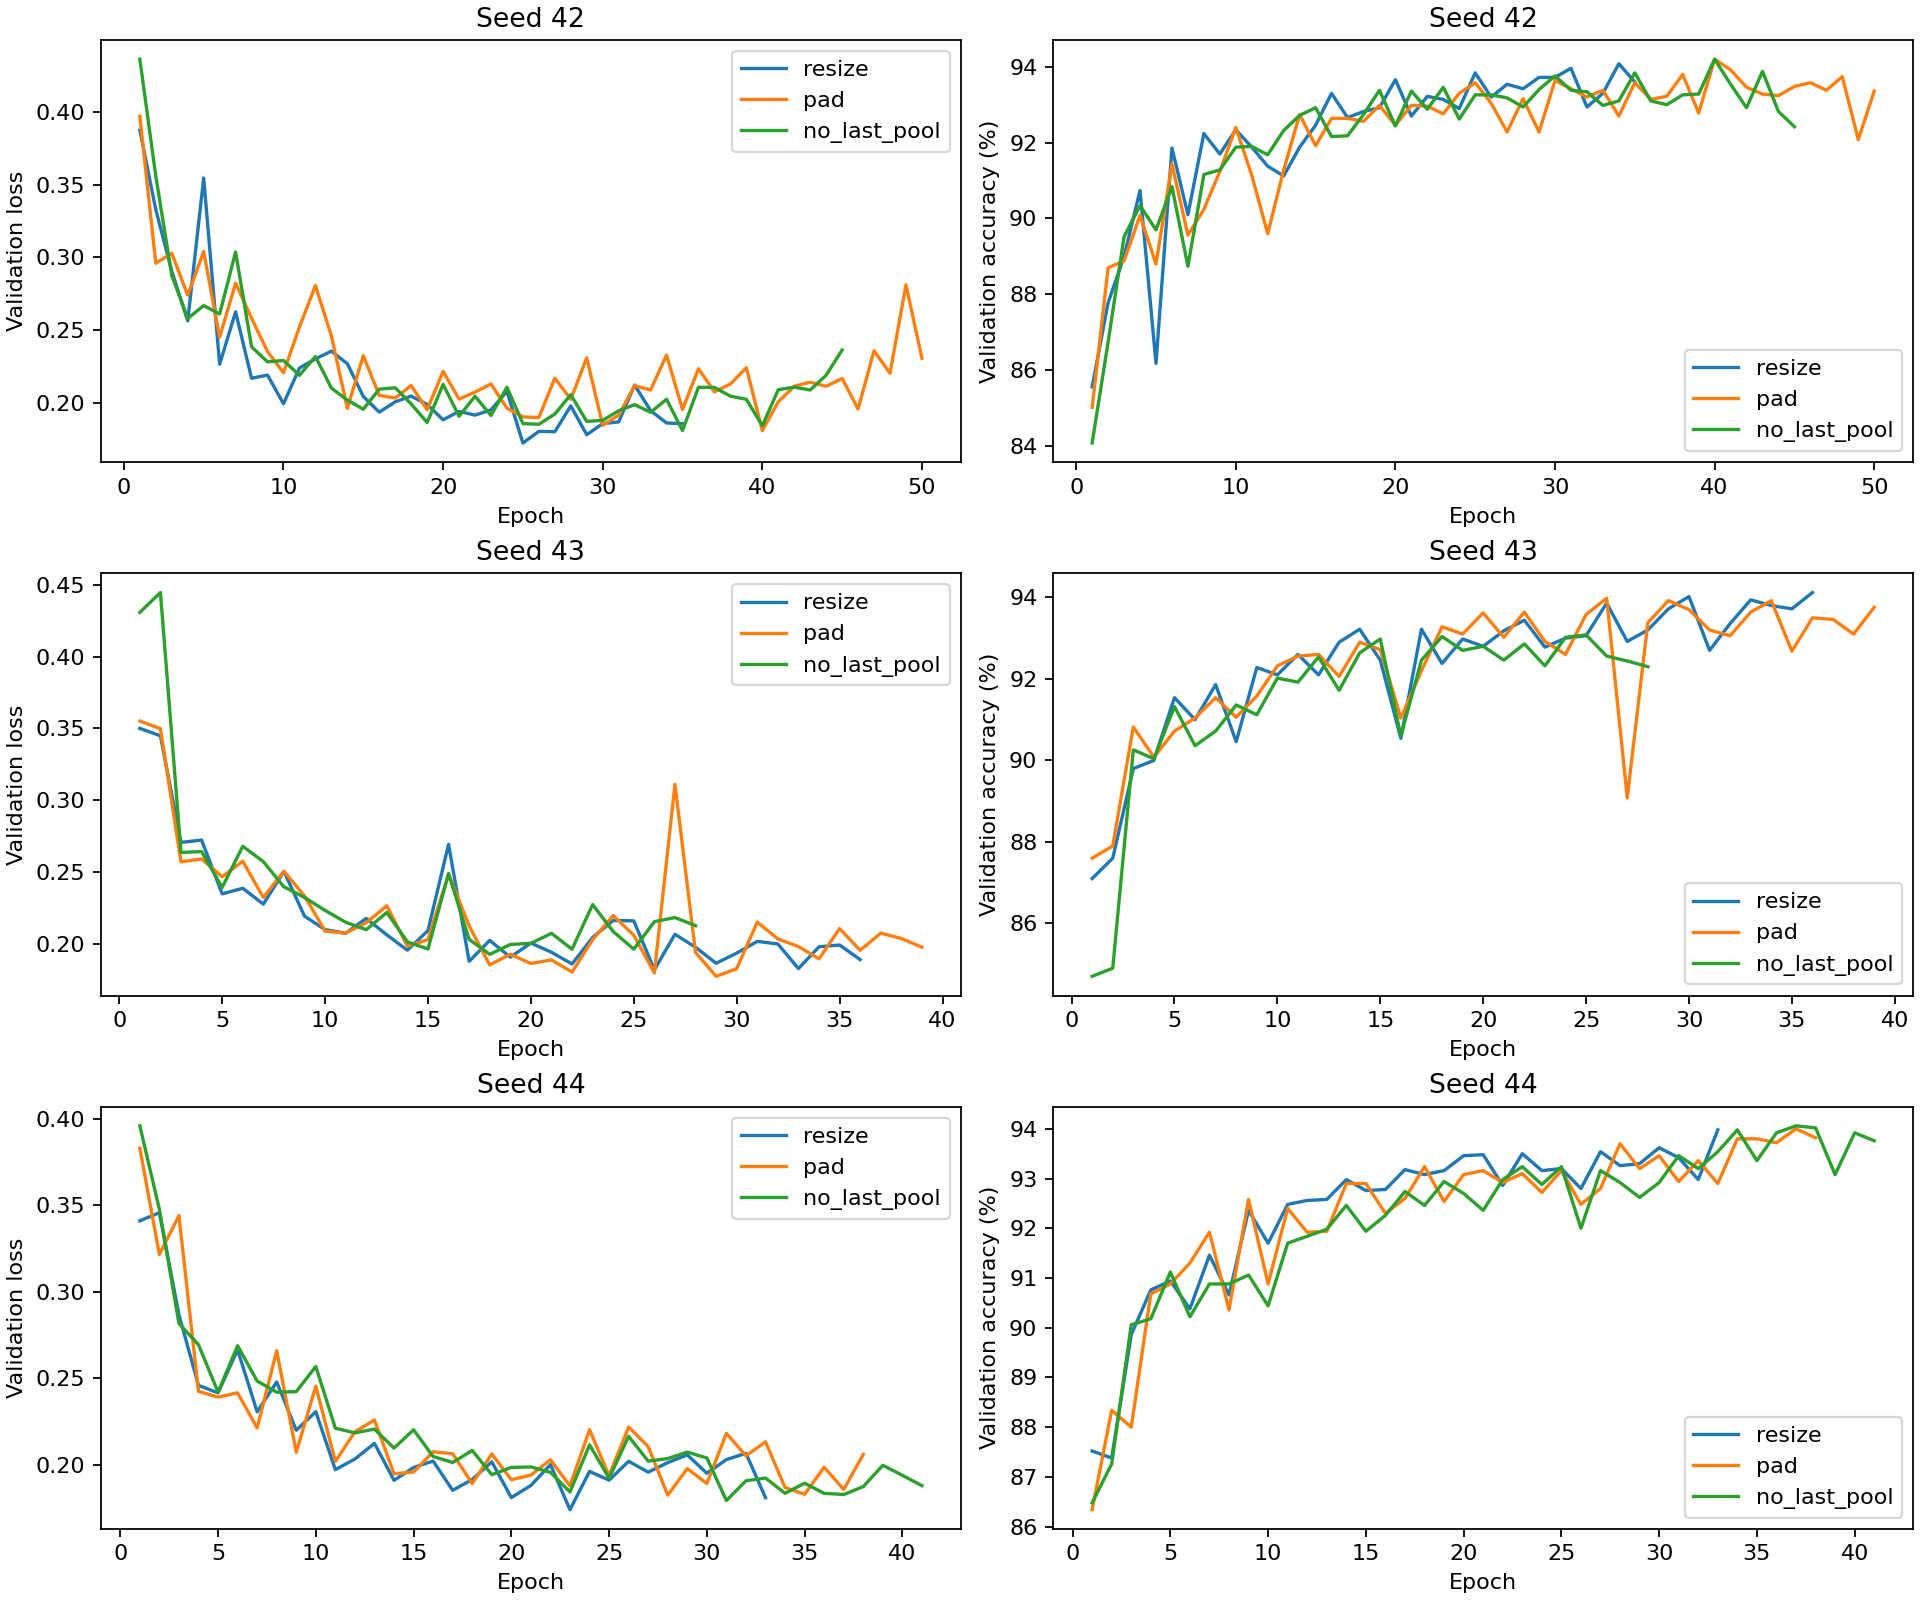 Seed 42
Validation loss
0.40
0.35
0.30
0.25
0.20
0 10 20 30 40 50
Epoch
resize
pad
no_last_pool
Seed 42
Validation accuracy (%)
94
92
90
88
86
84
0 10 20 30 40 50
Epoch
resize
pad
no_last_pool
Seed 43
Validation loss
0.45
0.40
0.35
0.30
0.25
0.20
0 5 10 15 20 25 30 35 40
Epoch
resize
pad
no_last_pool
Seed 43
Validation accuracy (%)
94
92
90
88
86
0 5 10 15 20 25 30 35 40
Epoch
resize
pad
no_last_pool
Seed 44
Validation loss
0.40
0.35
0.30
0.25
0.20
0 5 10 15 20 25 30 35 40
Epoch
resize
pad
no_last_pool
Seed 44
Validation accuracy (%)
94
93
92
91
90
89
88
87
86
0 5 10 15 20 25 30 35 40
Epoch
resize
pad
no_last_pool